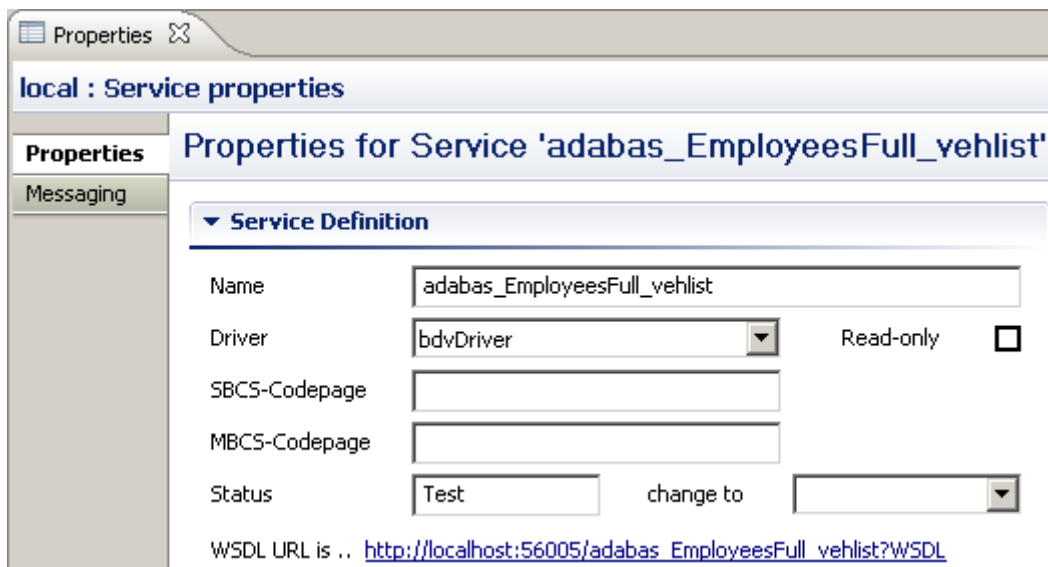 Properties
local : Service properties
Properties
Messaging
Properties for Service 'adabas_EmployeesFull_vehlist'
Service Definition
Name adabas_EmployeesFull_vehlist
Driver bdvDriver Read-only
SBCS-Codepage
MBCS-Codepage
Status Test change to
WSDL URL is .. http://localhost:56005/adabas_EmployeesFull_vehlist?WSDL